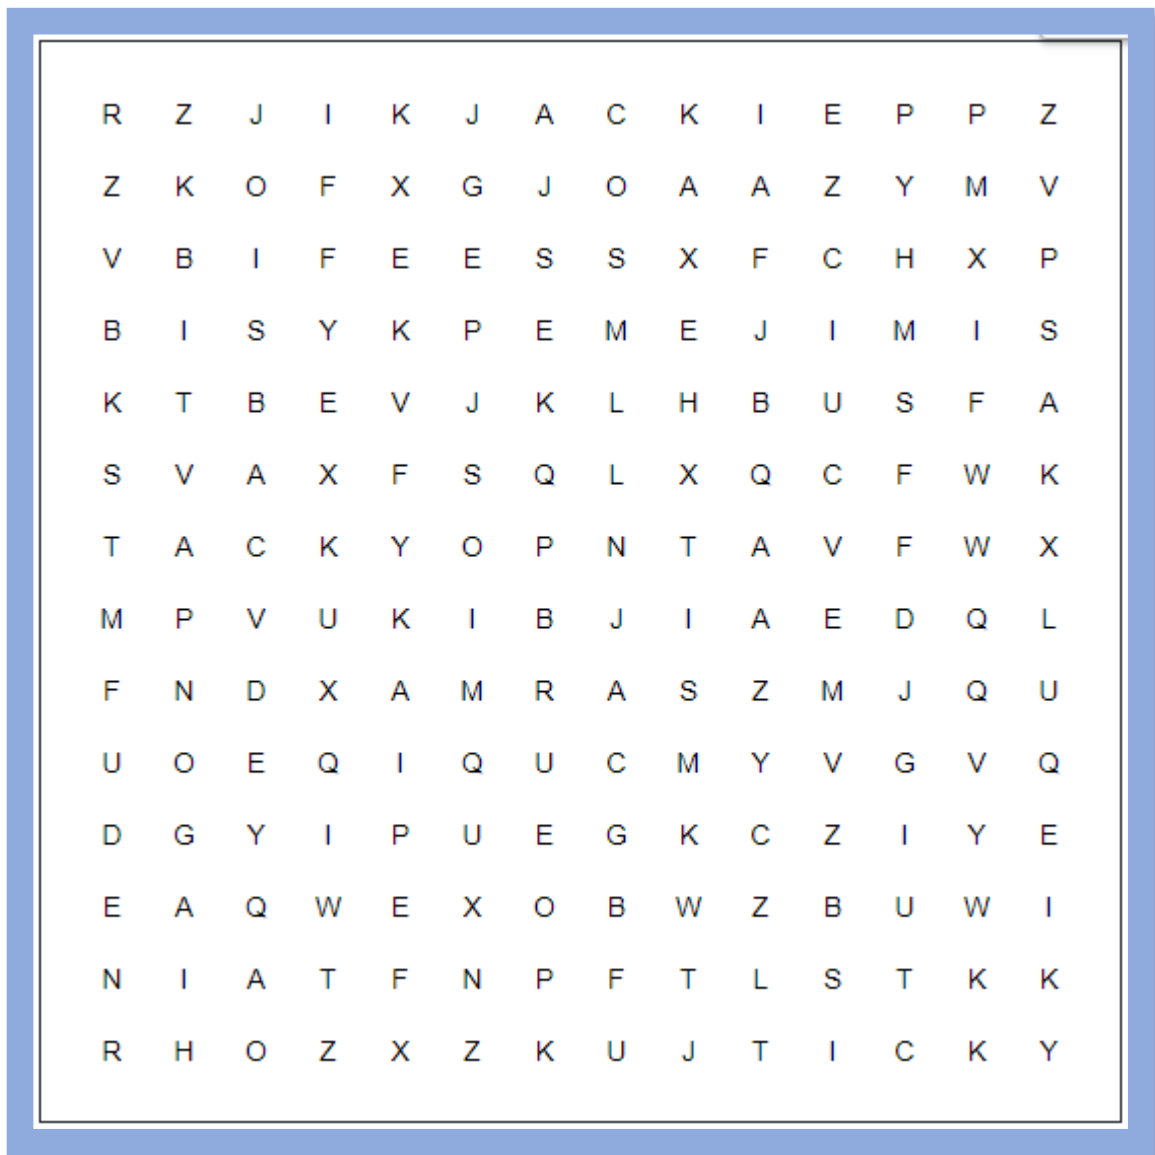 R Z J I K J A C K I E P P Z
Z K O F X G J O A A Z Y M V
V B I F E E S S X F C H X P
B I S Y K P E M E J I M I S
K T B E V J K L H B U S F A
S V A X F S Q L X Q C F W K
T A C K Y O P N T A V F W X
M P V U K I B J I A E D Q L
F N D X A M R A S Z M J Q U
U O E Q I Q U C M Y V G V Q
D G Y I P U E G K C Z I Y E
E A Q W E X O B W Z B U W I
N I A T F N P F T L S T K K
R H O Z X Z K U J T I C K Y